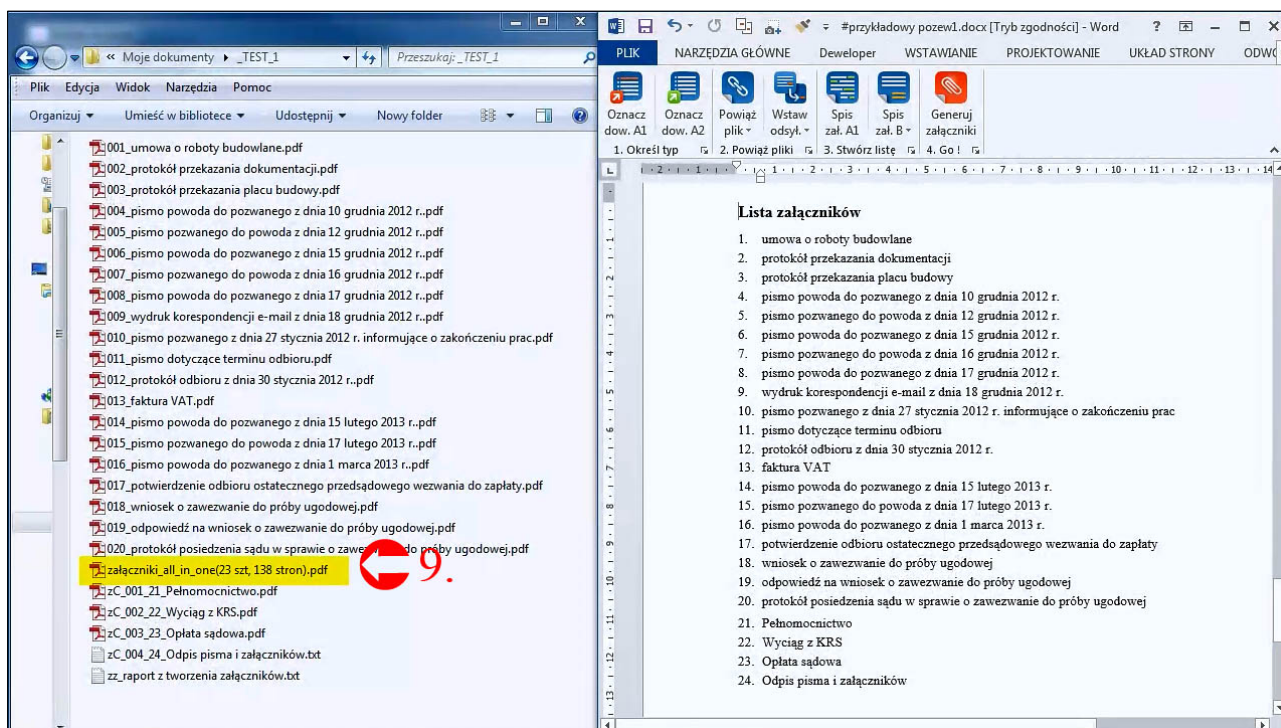 « Moje dokumenty ▸ _TEST_1
Przeszukaj: _TEST_1
Plik Edycja Widok Narzędzia Pomoc
Organizuj Umieść w bibliotece Udostępnij Nowy folder
001_umowa o roboty budowlane.pdf
002_protokół przekazania dokumentacji.pdf
003_protokół przekazania placu budowy.pdf
004_pismo powoda do pozwanego z dnia 10 grudnia 2012 r..pdf
005_pismo pozwanego do powoda z dnia 12 grudnia 2012 r..pdf
006_pismo powoda do pozwanego z dnia 15 grudnia 2012 r..pdf
007_pismo pozwanego do powoda z dnia 16 grudnia 2012 r..pdf
008_pismo powoda do pozwanego z dnia 17 grudnia 2012 r..pdf
009_wydruk korespondencji e-mail z dnia 18 grudnia 2012 r..pdf
010_pismo pozwanego z dnia 27 stycznia 2012 r. informujące o zakończeniu prac.pdf
011_pismo dotyczące terminu odbioru.pdf
012_protokół odbioru z dnia 30 stycznia 2012 r..pdf
013_faktura VAT.pdf
014_pismo powoda do pozwanego z dnia 15 lutego 2013 r..pdf
015_pismo pozwanego do powoda z dnia 17 lutego 2013 r..pdf
016_pismo powoda do pozwanego z dnia 1 marca 2013 r..pdf
017_potwierdzenie odbioru ostatecznego przedsądowego wezwania do zapłaty.pdf
018_wniosek o zawezwanie do próby ugodowej.pdf
019_odpowiedź na wniosek o zawezwanie do próby ugodowej.pdf
020_protokół posiedzenia sądu w sprawie o zawezwanie do próby ugodowej.pdf
załączniki_all_in_one(23 szt, 138 stron).pdf
9.
zC_001_21_Pełnomocnictwo.pdf
zC_002_22_Wyciąg z KRS.pdf
zC_003_23_Opłata sądowa.pdf
zC_004_24_Odpis pisma i załączników.txt
zz_raport z tworzenia załączników.txt
#przykładowy pozew1.docx [Tryb zgodności] - Word
PLIK NARZĘDZIA GŁÓWNE Deweloper WSTAWIANIE PROJEKTOWANIE UKŁAD STRONY ODWO
Oznacz Oznacz Powiąż Wstaw Spis Spis Generuj
dow. A1 dow. A2 plik odsył. zał. A1 zał. B załączniki
1. Określ typ 2. Powiąż pliki 3. Stwórz listę 4. Go !
2 1 1 2 3 4 5 6 7 8 9 10 11 12 13 14
Lista załączników
1. umowa o roboty budowlane
2. protokół przekazania dokumentacji
3. protokół przekazania placu budowy
4. pismo powoda do pozwanego z dnia 10 grudnia 2012 r.
5. pismo pozwanego do powoda z dnia 12 grudnia 2012 r.
6. pismo powoda do pozwanego z dnia 15 grudnia 2012 r.
7. pismo pozwanego do powoda z dnia 16 grudnia 2012 r.
8. pismo powoda do pozwanego z dnia 17 grudnia 2012 r.
9. wydruk korespondencji e-mail z dnia 18 grudnia 2012 r.
10. pismo pozwanego z dnia 27 stycznia 2012 r. informujące o zakończeniu prac
11. pismo dotyczące terminu odbioru
12. protokół odbioru z dnia 30 stycznia 2012 r.
13. faktura VAT
14. pismo powoda do pozwanego z dnia 15 lutego 2013 r.
15. pismo pozwanego do powoda z dnia 17 lutego 2013 r.
16. pismo powoda do pozwanego z dnia 1 marca 2013 r.
17. potwierdzenie odbioru ostatecznego przedsądowego wezwania do zapłaty
18. wniosek o zawezwanie do próby ugodowej
19. odpowiedź na wniosek o zawezwanie do próby ugodowej
20. protokół posiedzenia sądu w sprawie o zawezwanie do próby ugodowej
21. Pełnomocnictwo
22. Wyciąg z KRS
23. Opłata sądowa
24. Odpis pisma i załączników